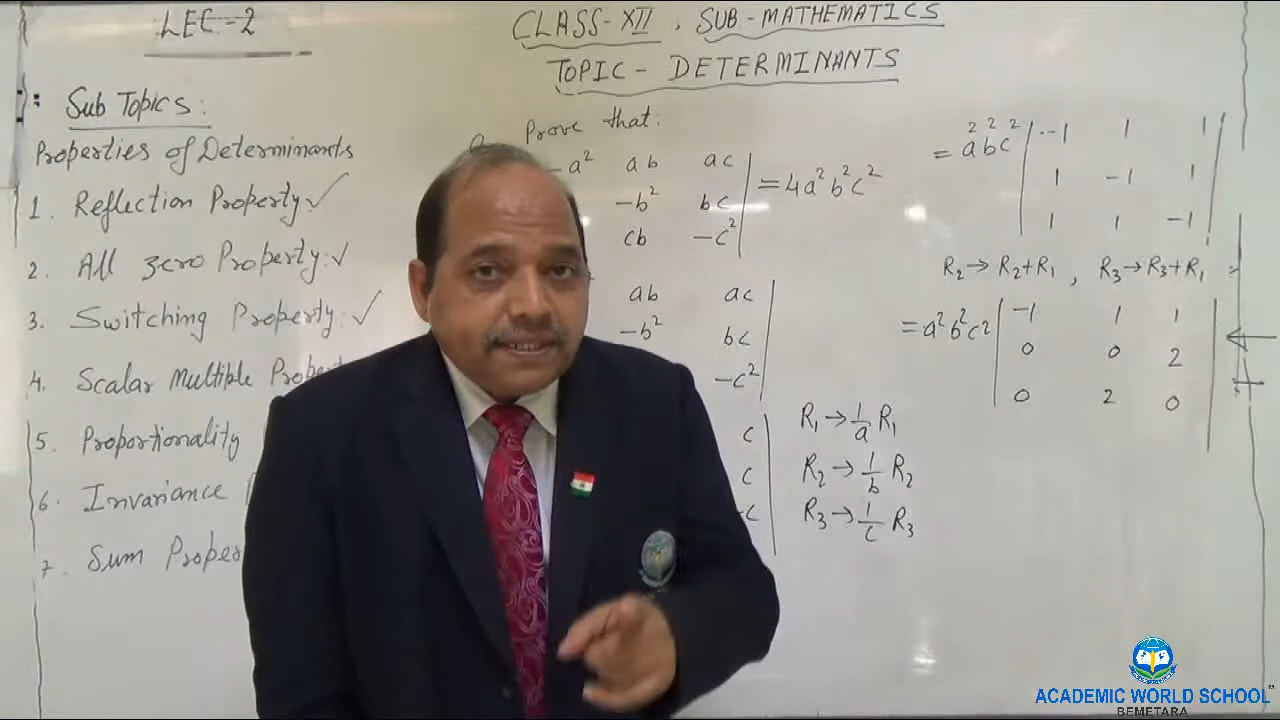 LEC-2
CLASS-XII, SUB-MATHEMATICS
TOPIC- DETERMINANTS
Sub Topics:
Properties of Determinants
1. Reflection Property ✓
2. All zero Property: ✓
3. Switching Property: ✓
4. Scalar Multiple
5. Proportionality
6. Invariance
7. Sum
Prove that:
-a² ab ac
-b² bc = 4a²b²c²
cb -c²
ab ac
-b² bc
-c²
c R₁→1/a R₁
c R₂→1/b R₂
-c R₃→1/c R₃
= a²b²c² | -1 1 1
1 -1 1
1 1 -1 |
R₂→R₂+R₁, R₃→R₃+R₁
= a²b²c² | -1 1 1
0 0 2
0 2 0 |
ACADEMIC WORLD SCHOOL
BEMETARA